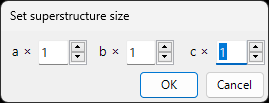 Set superstructure size
a × 1 b × 1 c × 1
OK Cancel